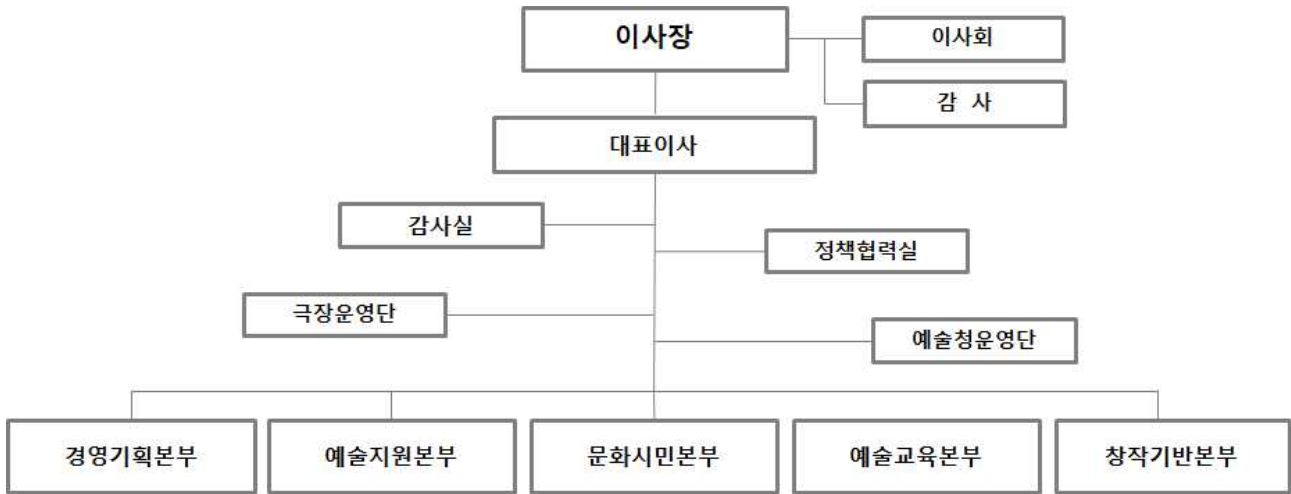 이사장
이사회
감 사
대표이사
감사실
정책협력실
극장운영단
예술청운영단
경영기획본부
예술지원본부
문화시민본부
예술교육본부
창작기반본부